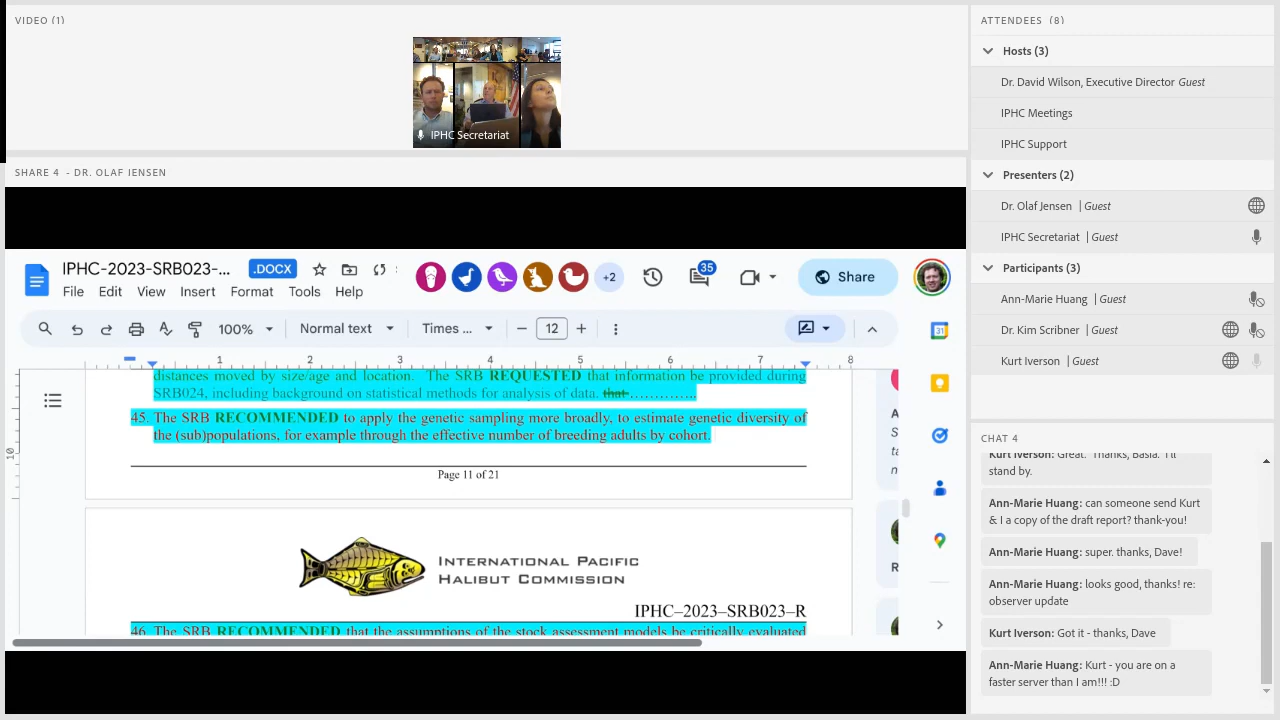 VIDEO (1)
IPHC Secretariat
SHARE 4 - DR. OLAF JENSEN
IPHC-2023-SRB023-...
.DOCX
+2
35
Share
File Edit View Insert Format Tools Help
100%
Normal text
Times ...
12
31
1 2 3 4 5 6 7 8
distances moved by size/age and location. The SRB REQUESTED that information be provided during
SRB024, including background on statistical methods for analysis of data. that…………..
45. The SRB RECOMMENDED to apply the genetic sampling more broadly, to estimate genetic diversity of
the (sub)populations, for example through the effective number of breeding adults by cohort.
10
Page 11 of 21
A
S
ta
n
R
INTERNATIONAL PACIFIC
HALIBUT COMMISSION
IPHC–2023–SRB023–R
46. The SRB RECOMMENDED that the assumptions of the stock assessment models be critically evaluated
ATTENDEES (8)
Hosts (3)
Dr. David Wilson, Executive Director Guest
IPHC Meetings
IPHC Support
Presenters (2)
Dr. Olaf Jensen | Guest
IPHC Secretariat | Guest
Participants (3)
Ann-Marie Huang | Guest
Dr. Kim Scribner | Guest
Kurt Iverson | Guest
CHAT 4
Kurt Iverson: Great. Thanks, Basia. I'll
stand by.
Ann-Marie Huang: can someone send Kurt
& I a copy of the draft report? thank-you!
Ann-Marie Huang: super. thanks, Dave!
Ann-Marie Huang: looks good, thanks! re:
observer update
Kurt Iverson: Got it - thanks, Dave
Ann-Marie Huang: Kurt - you are on a
faster server than I am!!! :D